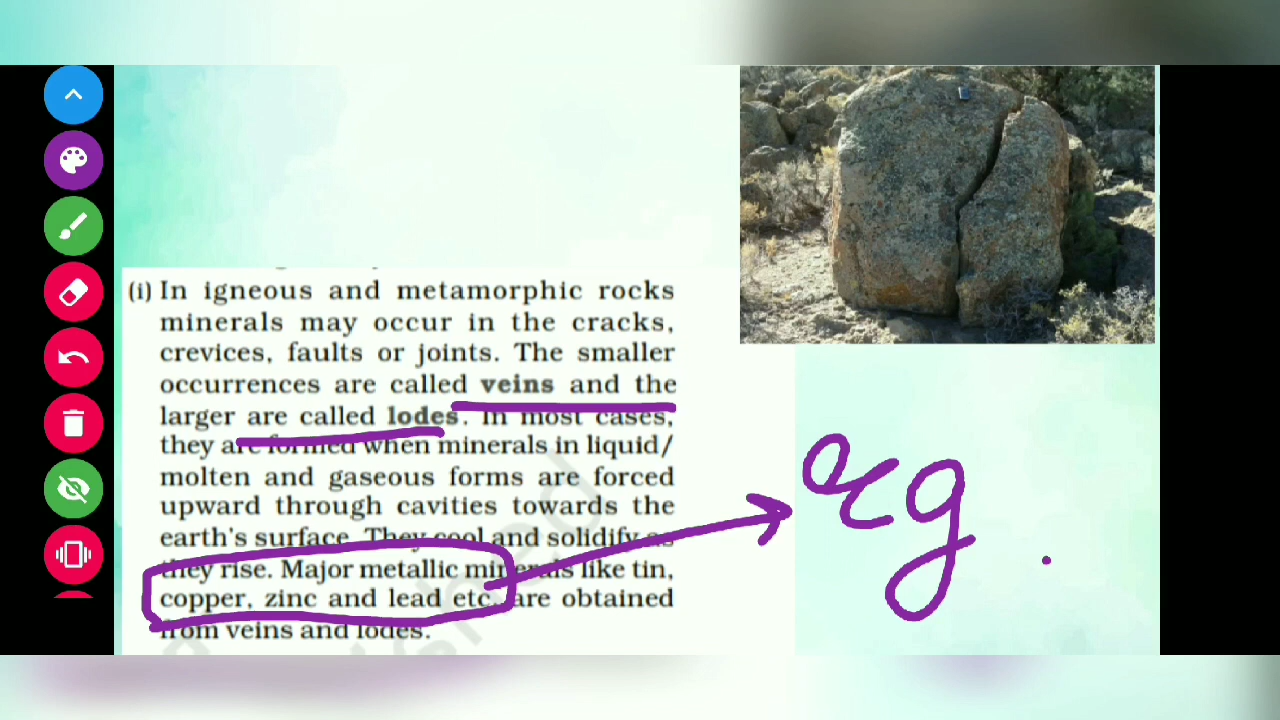 (i) In igneous and metamorphic rocks
minerals may occur in the cracks,
crevices, faults or joints. The smaller
occurrences are called veins and the
larger are called lodes. In most cases,
they are formed when minerals in liquid/
molten and gaseous forms are forced
upward through cavities towards the
earth's surface. They cool and solidify as
they rise. Major metallic minerals like tin,
copper, zinc and lead etc. are obtained
from veins and lodes.
eg.